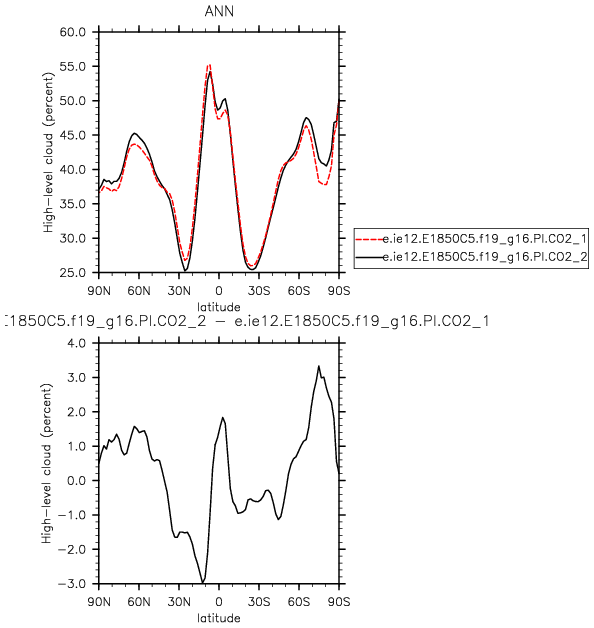 ANN
60.0
55.0
50.0
45.0
40.0
35.0
30.0
25.0
High-level cloud (percent)
90N 60N 30N 0 30S 60S 90S
latitude
e.ie12.E1850C5.f19_g16.PI.CO2_1
e.ie12.E1850C5.f19_g16.PI.CO2_2
1850C5.f19_g16.PI.CO2_2 - e.ie12.E1850C5.f19_g16.PI.CO2_1
4.0
3.0
2.0
1.0
0.0
-1.0
-2.0
-3.0
High-level cloud (percent)
90N 60N 30N 0 30S 60S 90S
latitude